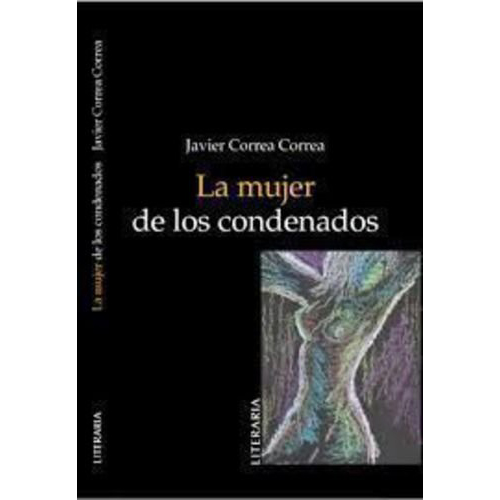 La mujer de los condenados Javier Correa Correa
LITERARIA
Javier Correa Correa
La mujer
de los condenados
LITERARIA